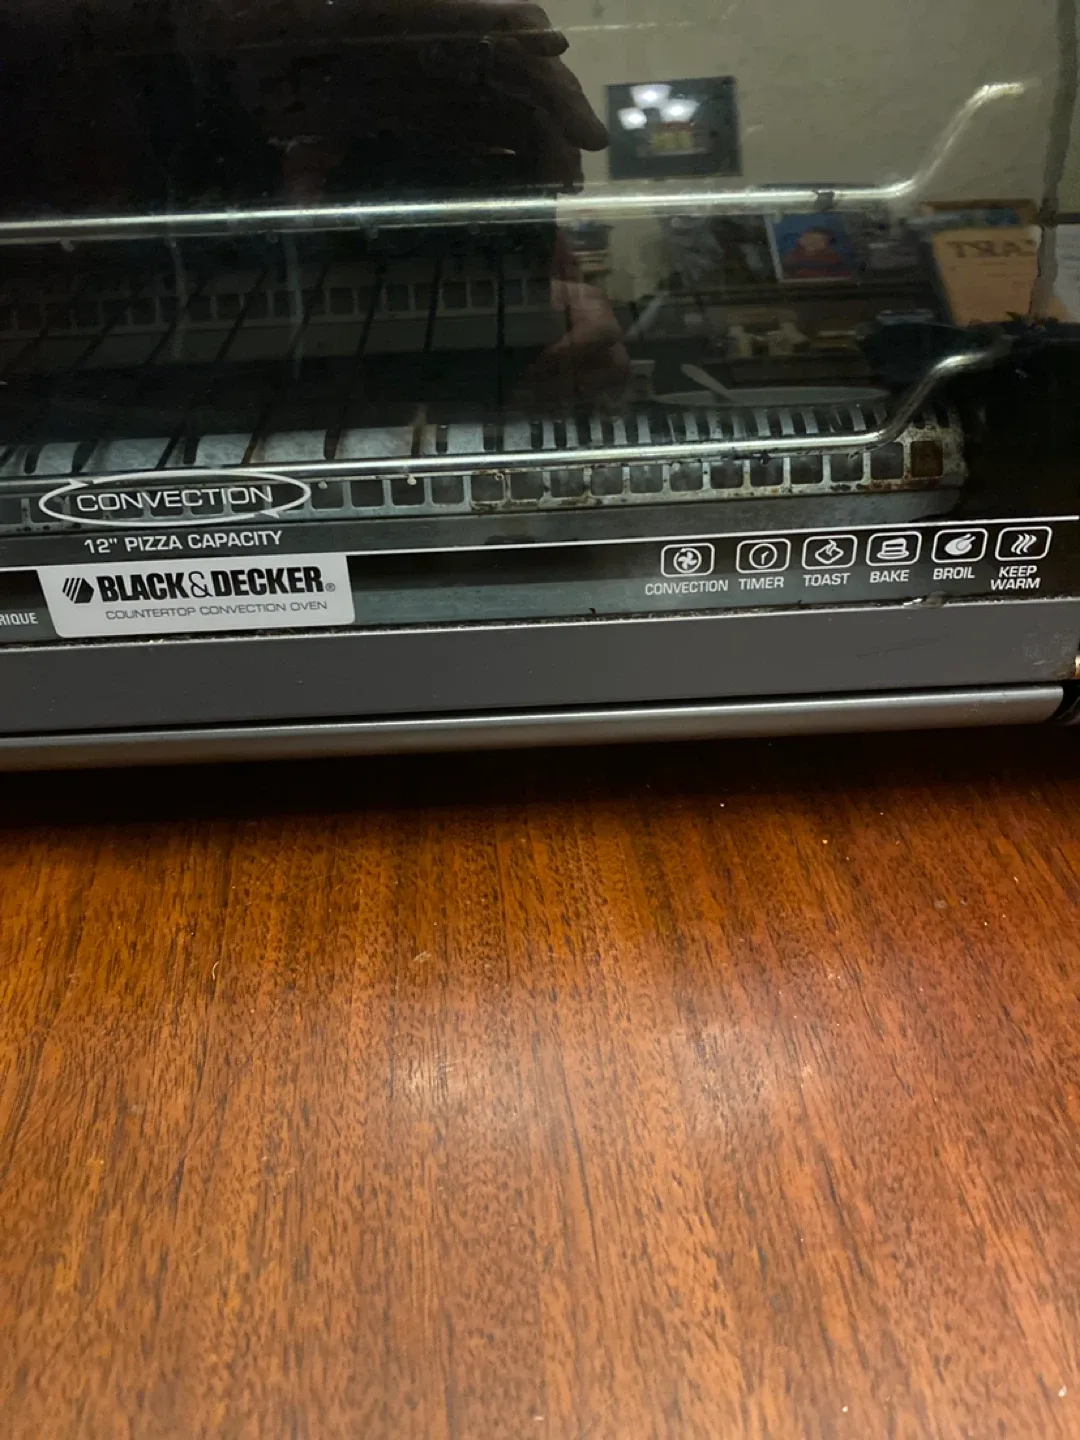 CONVECTION
12" PIZZA CAPACITY
BLACK&DECKER®
COUNTERTOP CONVECTION OVEN
RIQUE
CONVECTION
TIMER
TOAST
BAKE
BROIL
KEEP
WARM